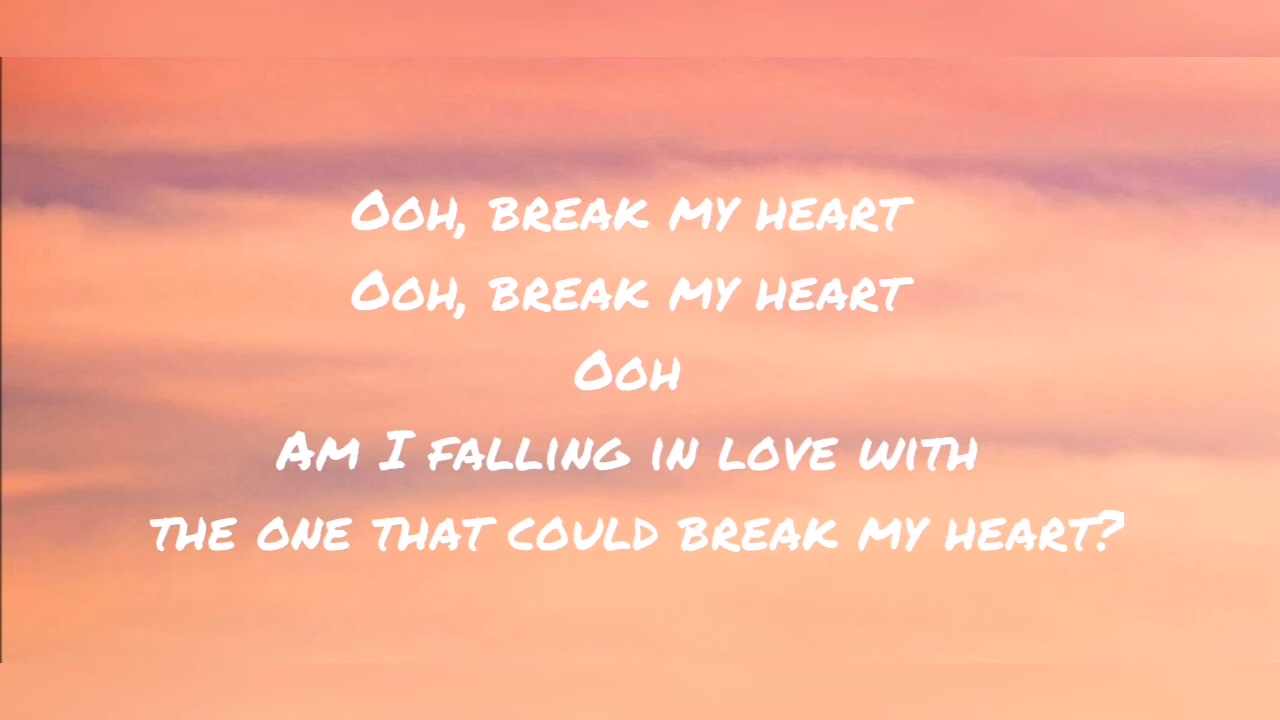 Ooh, break my heart
Ooh, break my heart
Ooh
Am I falling in love with
the one that could break my heart?